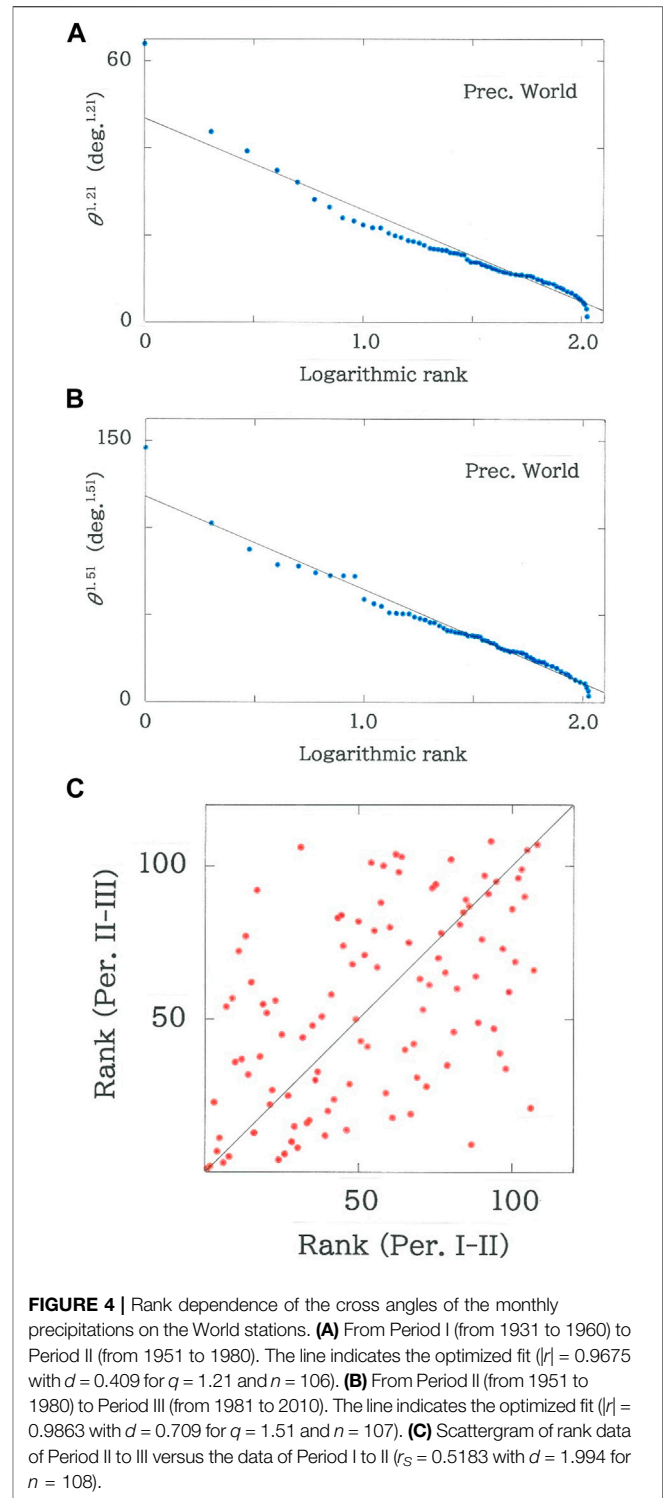 A
60
Prec. World
θ^1.21 (deg.^1.21)
0
0 1.0 2.0
Logarithmic rank
B
150
Prec. World
θ^1.51 (deg.^1.51)
0
0 1.0 2.0
Logarithmic rank
C
100
Rank (Per. II-III)
50
50 100
Rank (Per. I-II)
FIGURE 4 | Rank dependence of the cross angles of the monthly
precipitations on the World stations. (A) From Period I (from 1931 to 1960) to
Period II (from 1951 to 1980). The line indicates the optimized fit (|r| = 0.9675
with d = 0.409 for q = 1.21 and n = 106). (B) From Period II (from 1951 to
1980) to Period III (from 1981 to 2010). The line indicates the optimized fit (|r| =
0.9863 with d = 0.709 for q = 1.51 and n = 107). (C) Scattergram of rank data
of Period II to III versus the data of Period I to II (rS = 0.5183 with d = 1.994 for
n = 108).